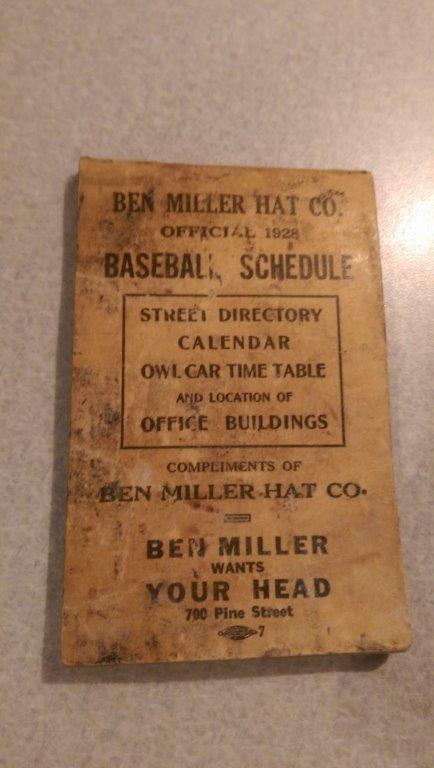 BEN MILLER HAT CO.
OFFICIAL 1928
BASEBALL SCHEDULE
STREET DIRECTORY
CALENDAR
OWL CAR TIME TABLE
AND LOCATION OF
OFFICE BUILDINGS
COMPLIMENTS OF
BEN MILLER HAT CO.
BEN MILLER
WANTS
YOUR HEAD
700 Pine Street
7